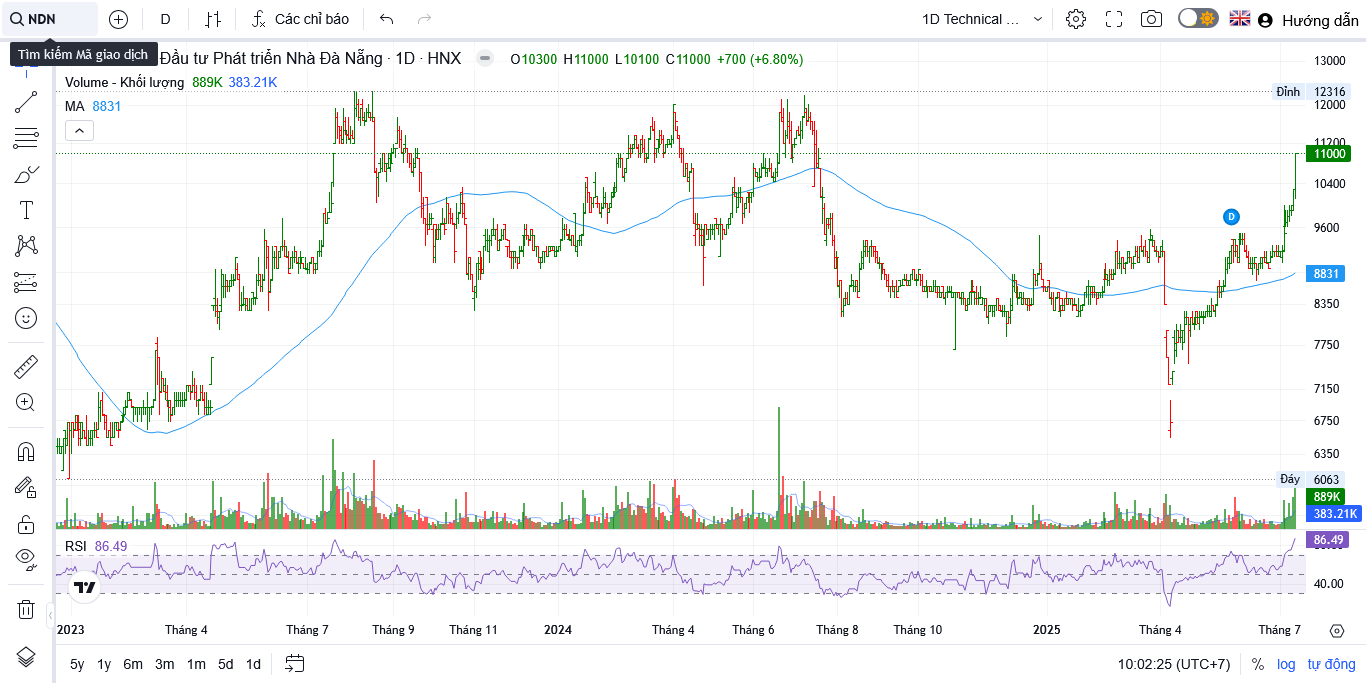 NDN
D
Các chỉ báo
1D Technical ...
Hướng dẫn
Tìm kiếm Mã giao dịch
Đầu tư Phát triển Nhà Đà Nẵng · 1D · HNX
O10300 H11000 L10100 C11000 +700 (+6.80%)
Volume - Khối lượng 889K 383.21K
MA 8831
13000
Đỉnh 12316
12000
11200
11000
10400
9600
D
8831
8350
7750
7150
6750
6350
Đáy 6063
889K
383.21K
RSI 86.49
86.49
40.00
2023 Tháng 4 Tháng 7 Tháng 9 Tháng 11 2024 Tháng 4 Tháng 6 Tháng 8 Tháng 10 2025 Tháng 4 Tháng 7
5y 1y 6m 3m 1m 5d 1d
10:02:25 (UTC+7) % log tự động